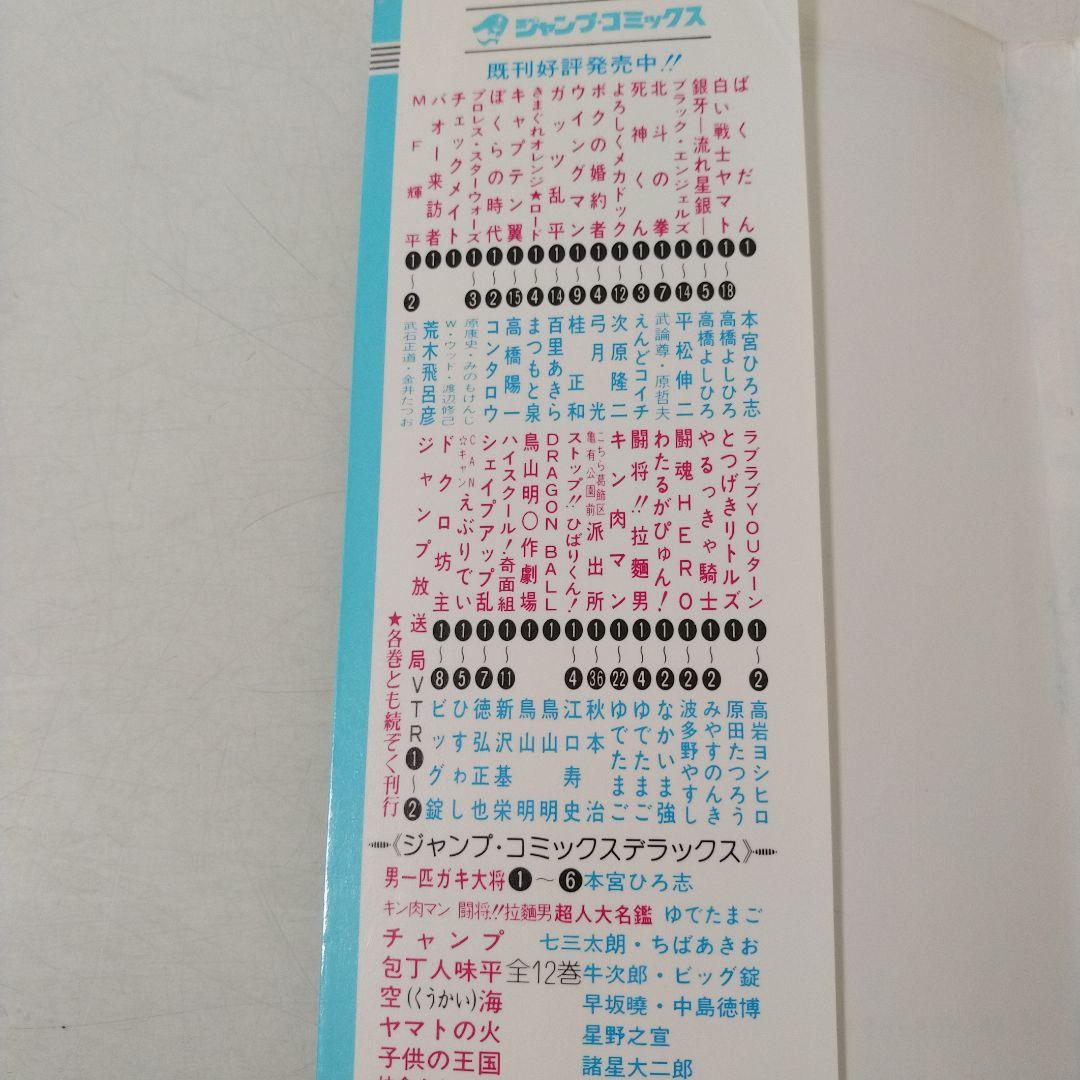 ジャンプ・コミックス
既刊好評発売中!!
ばくだん❶本宮ひろ志
白い戦士ヤマト❶~⓲高橋よしひろ
銀牙―流れ星銀―❶~❺高橋よしひろ
ブラック・エンジェルズ❶~⓮平松伸二
北斗の拳❶~❼武論尊・原哲夫
死神くん❶~❸えんどコイチ
よろしくメカドック❶~⓬次原隆二
ボクの婚約者❶~❹弓月光
ウイングマン❶~❾桂正和
ガッツ乱平❶~⓮百里あきら
きまぐれオレンジ★ロード❶~❹まつもと泉
キャプテン翼❶~⓯高橋陽一
ぼくらの時代❶~❷コンタロウ
プロレス・スターウォーズ❶~❸原康史・みのもけんじ
チェックメイト❶W・ウッド・渡辺修己
バオー来訪者❶荒木飛呂彦
MF輝平❶~❷武石正道・金井たつお
ラブラブYOUターン❶~❷高岩ヨシヒロ
とつげきリトルズ❶原田たつろう
やるっきゃ騎士❶~❷みやすのんき
闘魂HERO❶~❷波多野やすし
わたるがぴゅん!❶~❷なかいま強
闘将!!拉麵男❶~❹ゆでたまご
キン肉マン❶~㉒ゆでたまご
こちら葛飾区亀有公園前派出所❶~㊱秋本治
ストップ!!ひばりくん!❶~❹江口寿史
DRAGON BALL❶鳥山明
鳥山明〇作劇場❶鳥山明
ハイスクール!奇面組❶~⓫新沢基栄
シェイプアップ乱❶~❼徳弘正也
CAN☆キャンえぶりでい❶~❺ひすゎし
ドクロ坊主❶~❽ビッグ錠
ジャンプ放送局VTR❶~❷
★各巻とも続ぞく刊行
《ジャンプ・コミックスデラックス》
男一匹ガキ大将❶~❻本宮ひろ志
キン肉マン 闘将!!拉麵男 超人大名鑑 ゆでたまご
チャンプ 七三太朗・ちばあきお
包丁人味平 全12巻 牛次郎・ビッグ錠
空(くうかい)海 早坂曉・中島徳博
ヤマトの火 星野之宣
子供の王国 諸星大二郎